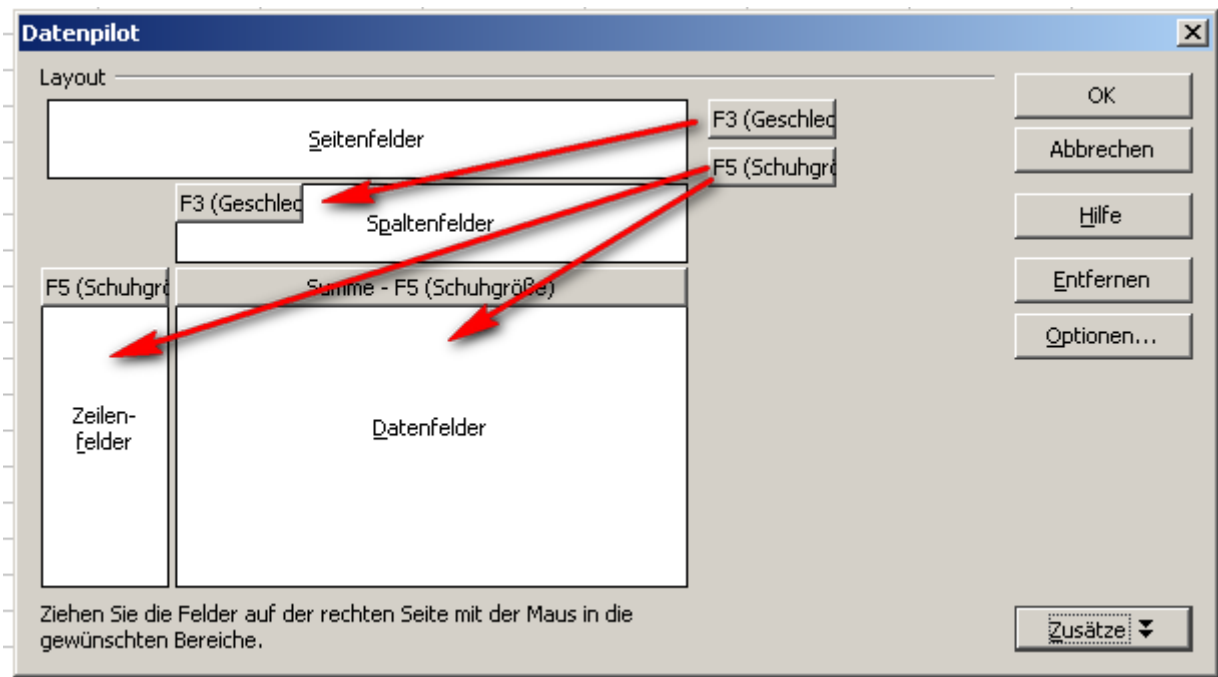 Datenpilot
Layout
Seitenfelder
F3 (Geschlec
F5 (Schuhgrö
OK
Abbrechen
Hilfe
Entfernen
Optionen...
F3 (Geschlec
Spaltenfelder
F5 (Schuhgrö
Summe - F5 (Schuhgröße)
Zeilen-
felder
Datenfelder
Ziehen Sie die Felder auf der rechten Seite mit der Maus in die
gewünschten Bereiche.
Zusätze